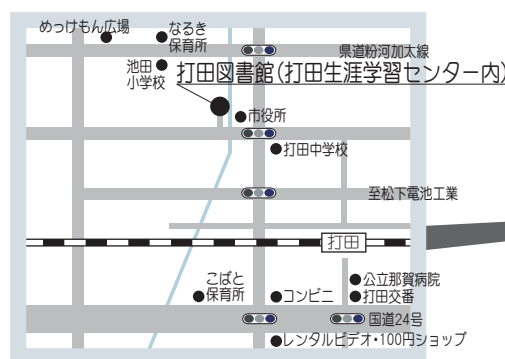 めっけもん広場
なるき
保育所
県道粉河加太線
池田
小学校
打田図書館(打田生涯学習センター内)
市役所
打田中学校
至松下電池工業
打田
こばと
保育所
コンビニ
公立那賀病院
打田交番
国道24号
レンタルビデオ・100円ショップ